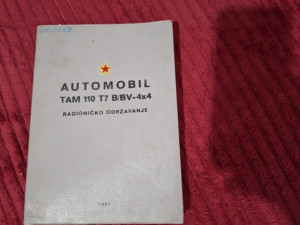 AUTOMOBIL
TAM 110 T7 B/BV-4x4
RADIONIČKO ODRŽAVANJE